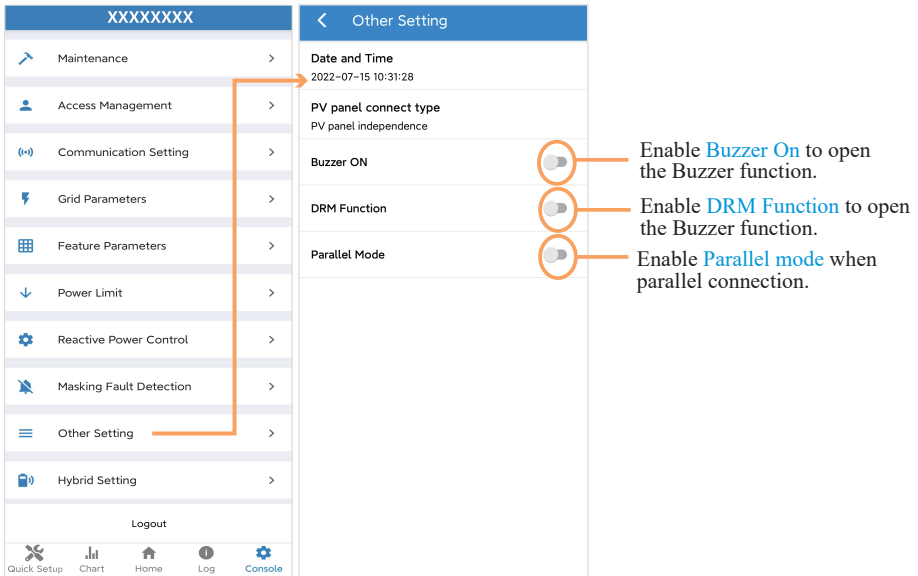 XXXXXXXX
Maintenance
Access Management
Communication Setting
Grid Parameters
Feature Parameters
Power Limit
Reactive Power Control
Masking Fault Detection
Other Setting
Hybrid Setting
Logout
Quick Setup
Chart
Home
Log
Console
Other Setting
Date and Time
2022-07-15 10:31:28
PV panel connect type
PV panel independence
Buzzer ON
DRM Function
Parallel Mode
Enable Buzzer On to open
the Buzzer function.
Enable DRM Function to open
the Buzzer function.
Enable Parallel mode when
parallel connection.